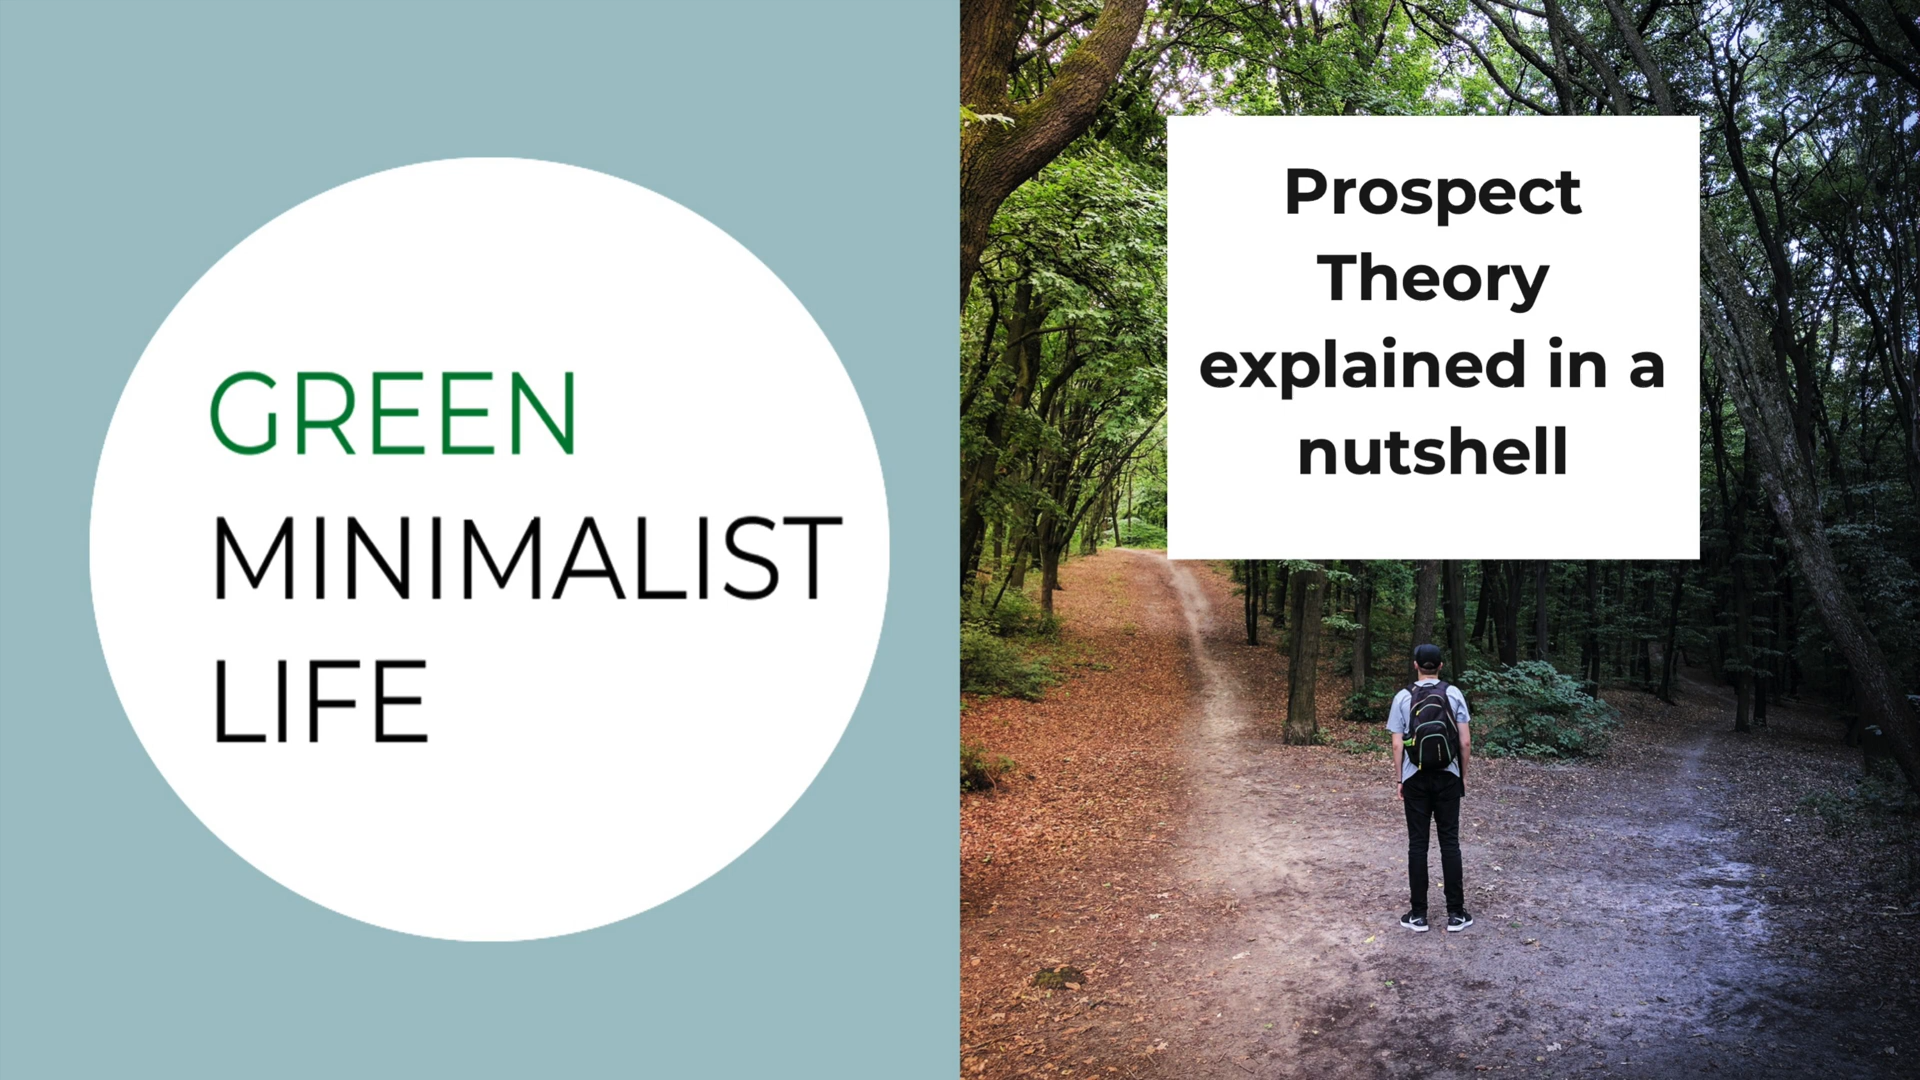 GREEN
MINIMALIST
LIFE
Prospect
Theory
explained in a
nutshell